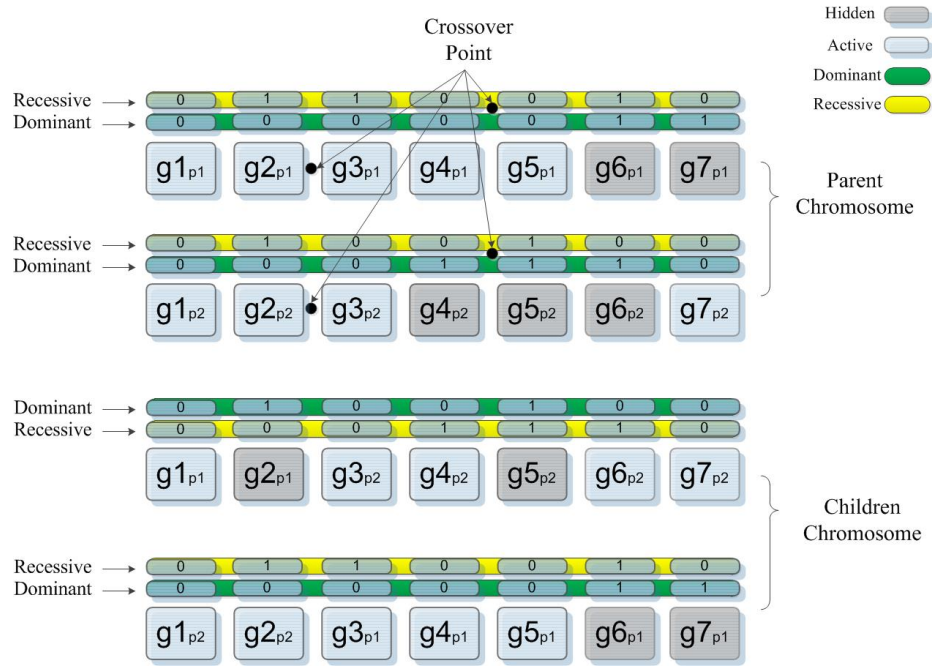 Crossover
Point
Hidden
Active
Dominant
Recessive
Recessive 0 1 1 0 0 1 0
Dominant 0 0 0 0 0 1 1
g1p1 g2p1 g3p1 g4p1 g5p1 g6p1 g7p1
Parent
Chromosome
Recessive 0 1 0 0 1 0 0
Dominant 0 0 0 1 1 1 0
g1p2 g2p2 g3p2 g4p2 g5p2 g6p2 g7p2
Dominant 0 1 0 0 1 0 0
Recessive 0 0 0 1 1 1 0
g1p1 g2p1 g3p2 g4p2 g5p2 g6p2 g7p2
Children
Chromosome
Recessive 0 1 1 0 0 1 0
Dominant 0 0 0 0 0 1 1
g1p2 g2p2 g3p1 g4p1 g5p1 g6p1 g7p1